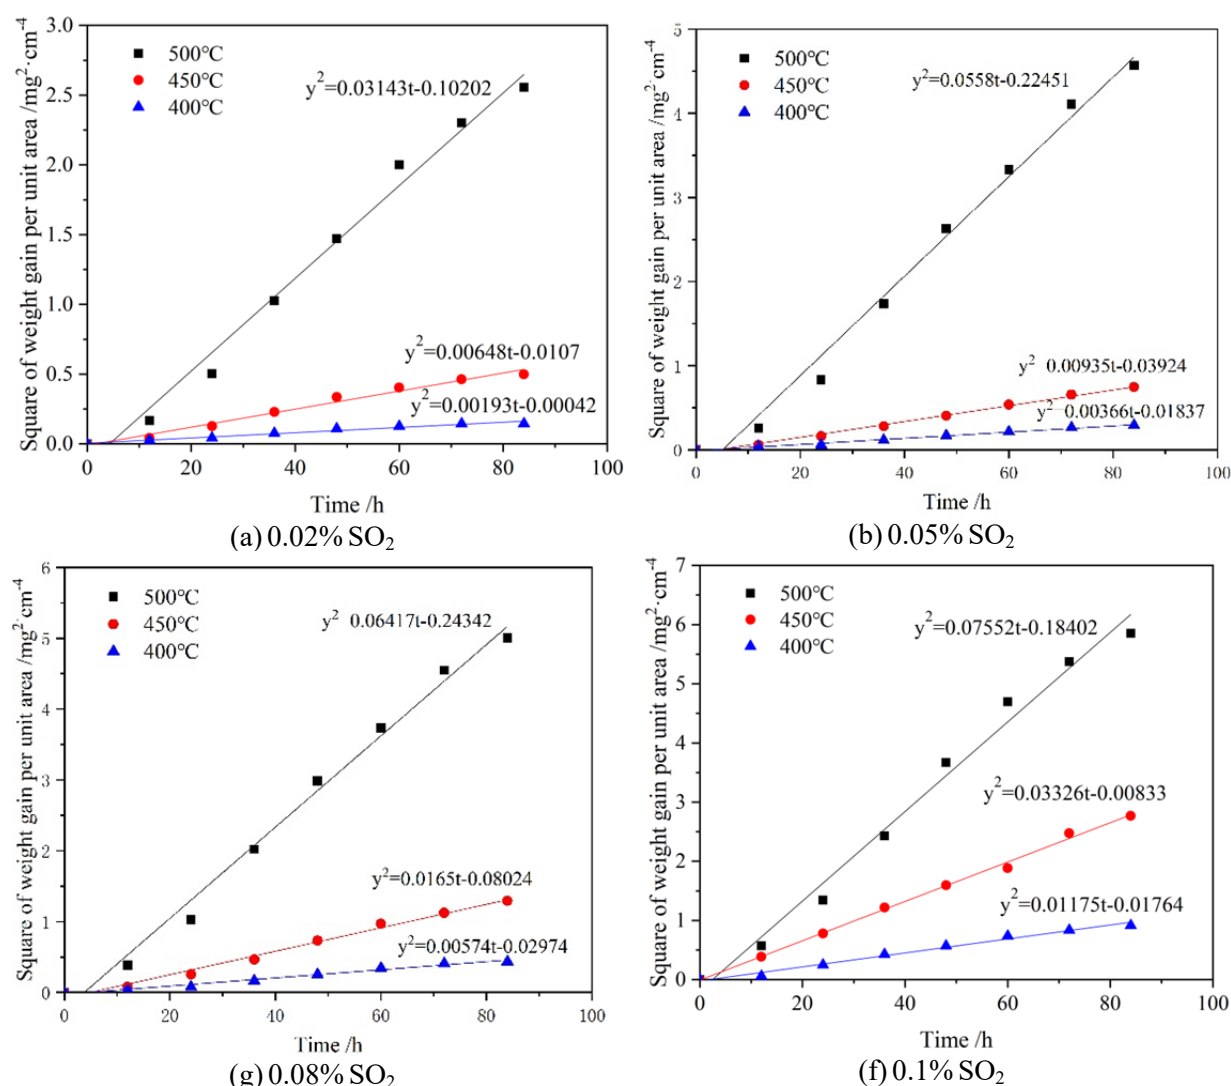 Square of weight gain per unit area /mg²·cm⁻⁴
3.0
2.5
2.0
1.5
1.0
0.5
0.0
500℃
450℃
400℃
y²=0.03143t-0.10202
y²=0.00648t-0.0107
y²=0.00193t-0.00042
0 20 40 60 80 100
Time /h
(a) 0.02% SO₂
Square of weight gain per unit area /mg²·cm⁻⁴
5
4
3
2
1
0
500℃
450℃
400℃
y²=0.0558t-0.22451
y² 0.00935t-0.03924
y² 0.00366t-0.01837
0 20 40 60 80 100
Time /h
(b) 0.05% SO₂
Square of weight gain per unit area /mg²·cm⁻⁴
6
5
4
3
2
1
0
500℃
450℃
400℃
y² 0.06417t-0.24342
y²=0.0165t-0.08024
y²=0.00574t-0.02974
0 20 40 60 80 100
Time /h
(g) 0.08% SO₂
Square of weight gain per unit area /mg²·cm⁻⁴
7
6
5
4
3
2
1
0
500℃
450℃
400℃
y²=0.07552t-0.18402
y²=0.03326t-0.00833
y²=0.01175t-0.01764
0 20 40 60 80 100
Time /h
(f) 0.1% SO₂